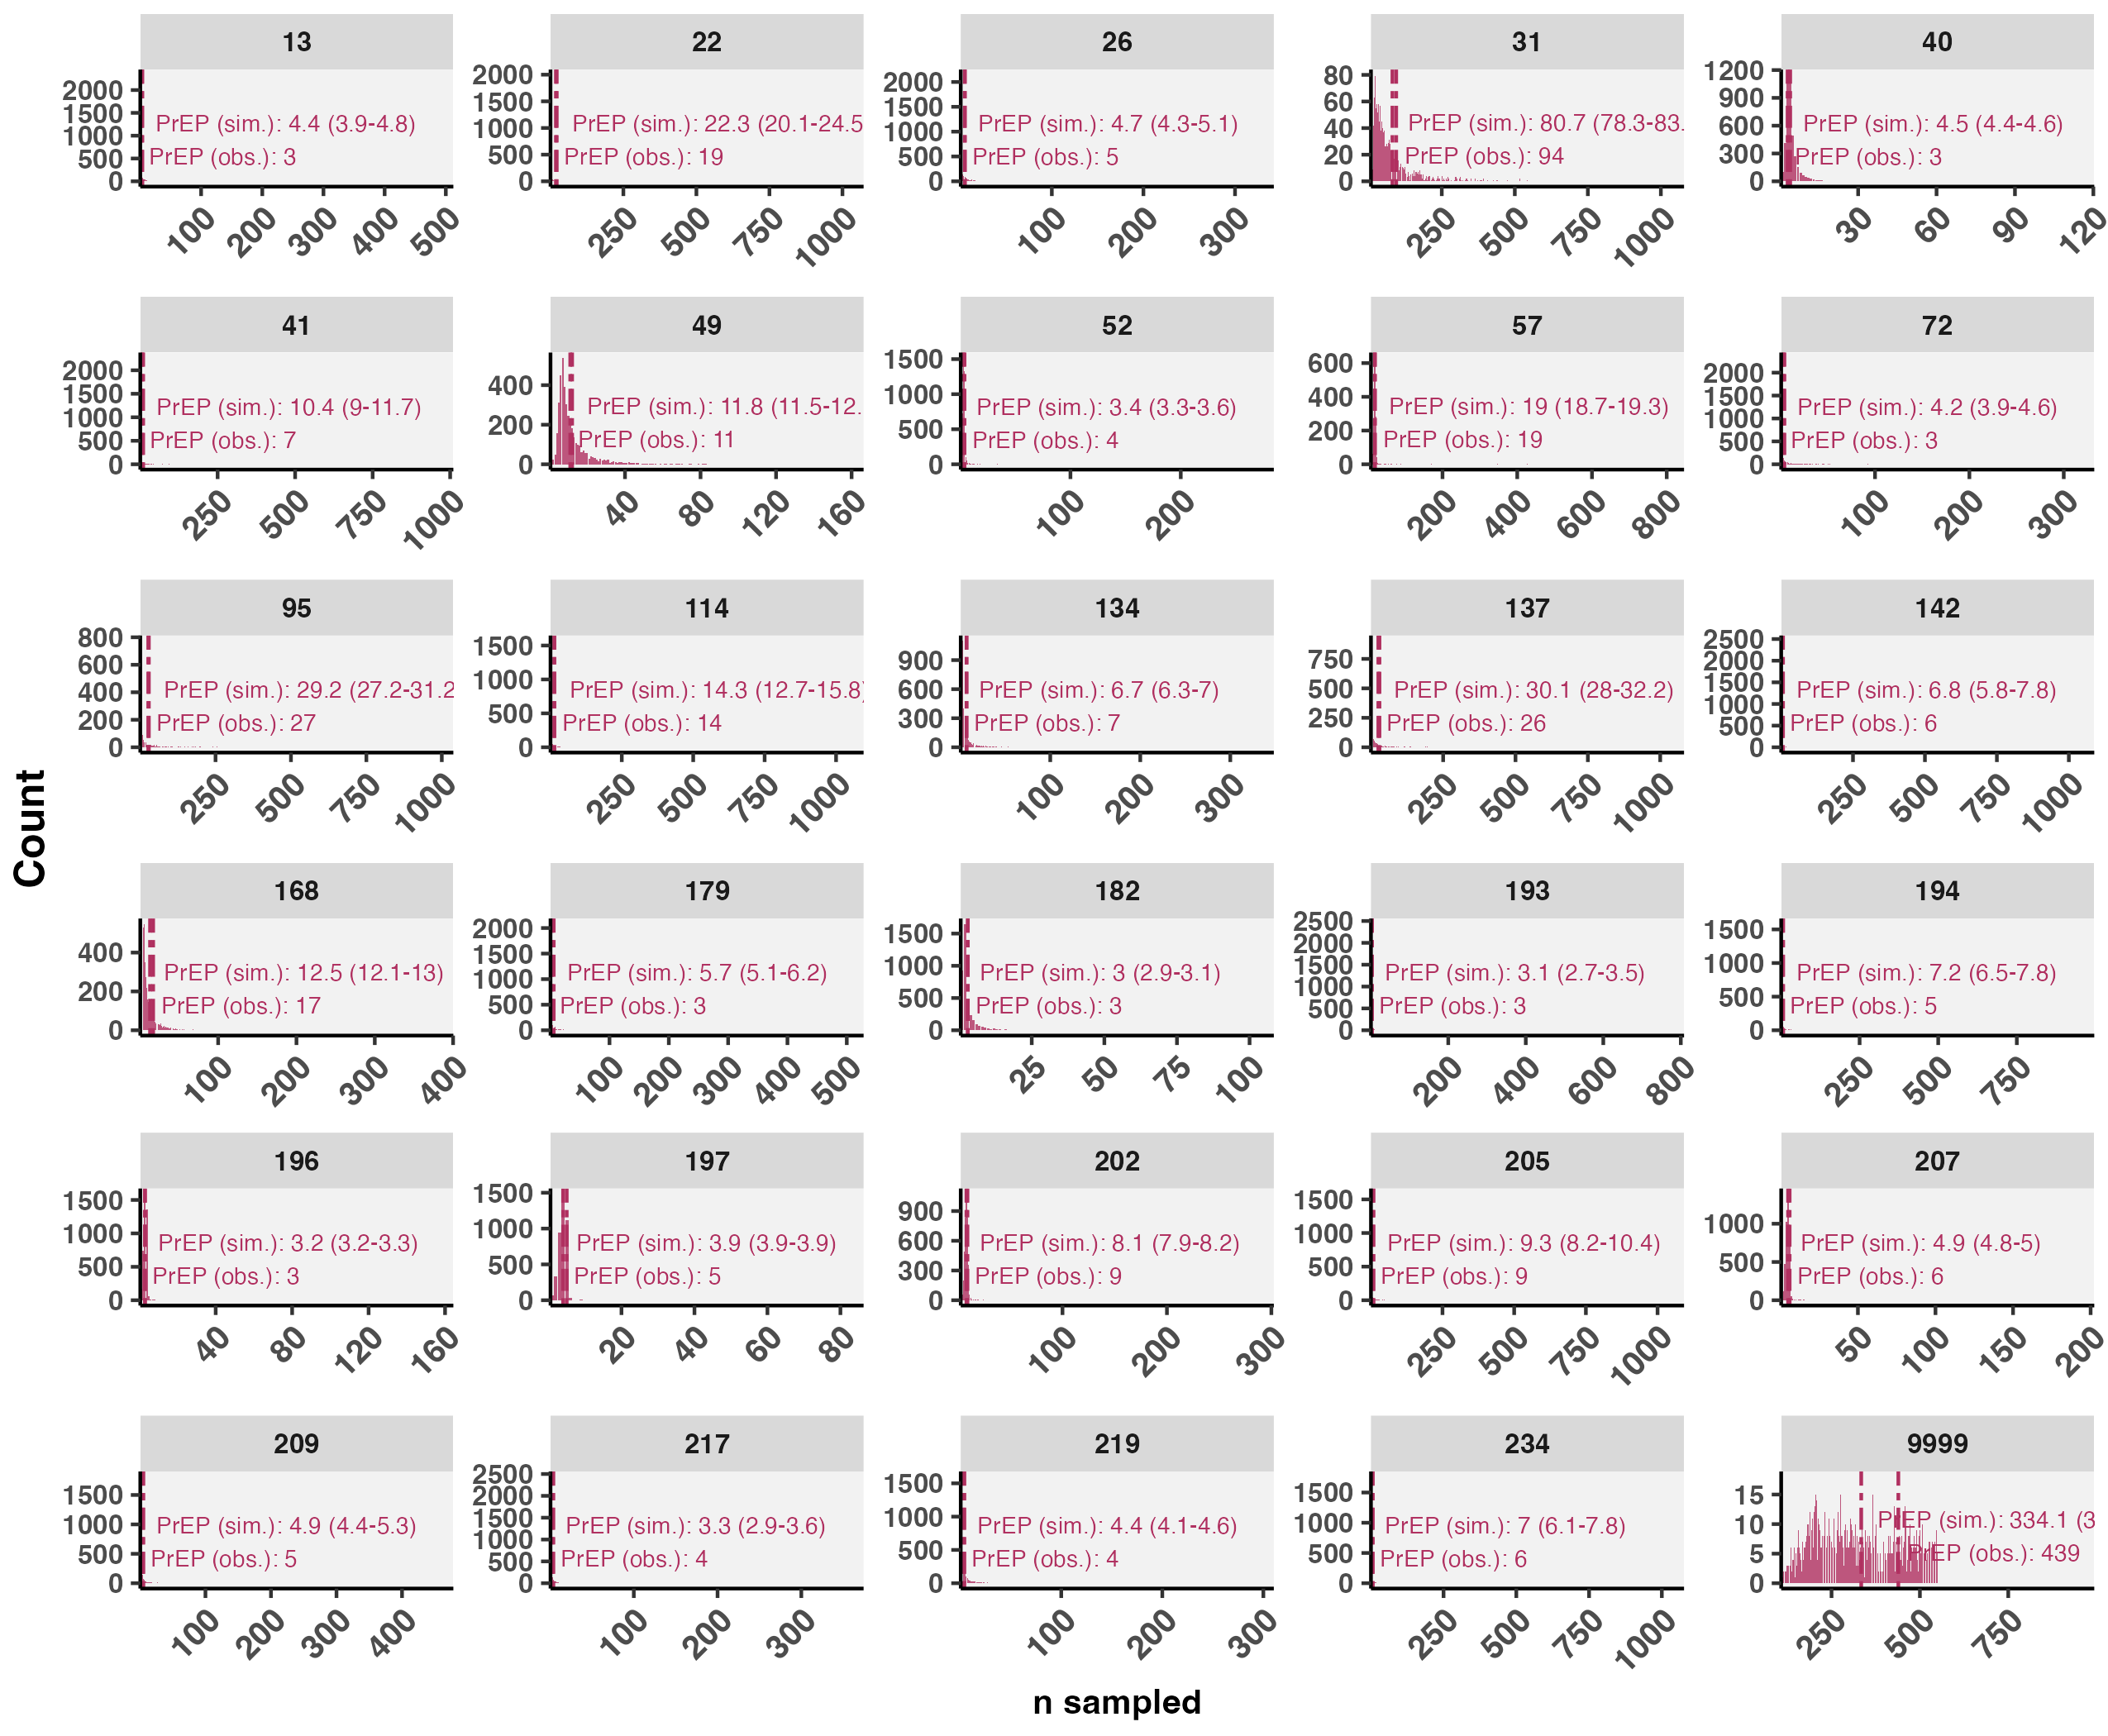 13
2000
1500
1000
500
0
PrEP (sim.): 4.4 (3.9-4.8)
PrEP (obs.): 3
100 200 300 400 500
22
2000
1500
1000
500
0
PrEP (sim.): 22.3 (20.1-24.5
PrEP (obs.): 19
250 500 750 1000
26
2000
1500
1000
500
0
PrEP (sim.): 4.7 (4.3-5.1)
PrEP (obs.): 5
100 200 300
31
80
60
40
20
0
PrEP (sim.): 80.7 (78.3-83.
PrEP (obs.): 94
250 500 750 1000
40
1200
900
600
300
0
PrEP (sim.): 4.5 (4.4-4.6)
PrEP (obs.): 3
30 60 90 120
41
2000
1500
1000
500
0
PrEP (sim.): 10.4 (9-11.7)
PrEP (obs.): 7
250 500 750 1000
49
400
200
0
PrEP (sim.): 11.8 (11.5-12.
PrEP (obs.): 11
40 80 120 160
52
1500
1000
500
0
PrEP (sim.): 3.4 (3.3-3.6)
PrEP (obs.): 4
100 200
57
600
400
200
0
PrEP (sim.): 19 (18.7-19.3)
PrEP (obs.): 19
200 400 600 800
72
2000
1500
1000
500
0
PrEP (sim.): 4.2 (3.9-4.6)
PrEP (obs.): 3
100 200 300
95
800
600
400
200
0
PrEP (sim.): 29.2 (27.2-31.2
PrEP (obs.): 27
250 500 750 1000
114
1500
1000
500
0
PrEP (sim.): 14.3 (12.7-15.8)
PrEP (obs.): 14
250 500 750 1000
134
900
600
300
0
PrEP (sim.): 6.7 (6.3-7)
PrEP (obs.): 7
100 200 300
137
750
500
250
0
PrEP (sim.): 30.1 (28-32.2)
PrEP (obs.): 26
250 500 750 1000
142
2500
2000
1500
1000
500
0
PrEP (sim.): 6.8 (5.8-7.8)
PrEP (obs.): 6
250 500 750 1000
Count
168
400
200
0
PrEP (sim.): 12.5 (12.1-13)
PrEP (obs.): 17
100 200 300 400
179
2000
1500
1000
500
0
PrEP (sim.): 5.7 (5.1-6.2)
PrEP (obs.): 3
100 200 300 400 500
182
1500
1000
500
0
PrEP (sim.): 3 (2.9-3.1)
PrEP (obs.): 3
25 50 75 100
193
2500
2000
1500
1000
500
0
PrEP (sim.): 3.1 (2.7-3.5)
PrEP (obs.): 3
200 400 600 800
194
1500
1000
500
0
PrEP (sim.): 7.2 (6.5-7.8)
PrEP (obs.): 5
250 500 750
196
1500
1000
500
0
PrEP (sim.): 3.2 (3.2-3.3)
PrEP (obs.): 3
40 80 120 160
197
1500
1000
500
0
PrEP (sim.): 3.9 (3.9-3.9)
PrEP (obs.): 5
20 40 60 80
202
900
600
300
0
PrEP (sim.): 8.1 (7.9-8.2)
PrEP (obs.): 9
100 200 300
205
1500
1000
500
0
PrEP (sim.): 9.3 (8.2-10.4)
PrEP (obs.): 9
250 500 750 1000
207
1000
500
0
PrEP (sim.): 4.9 (4.8-5)
PrEP (obs.): 6
50 100 150 200
209
1500
1000
500
0
PrEP (sim.): 4.9 (4.4-5.3)
PrEP (obs.): 5
100 200 300 400
217
2500
2000
1500
1000
500
0
PrEP (sim.): 3.3 (2.9-3.6)
PrEP (obs.): 4
100 200 300
219
1500
1000
500
0
PrEP (sim.): 4.4 (4.1-4.6)
PrEP (obs.): 4
100 200 300
234
1500
1000
500
0
PrEP (sim.): 7 (6.1-7.8)
PrEP (obs.): 6
250 500 750 1000
9999
15
10
5
0
PrEP (sim.): 334.1 (3
PrEP (obs.): 439
250 500 750
n sampled